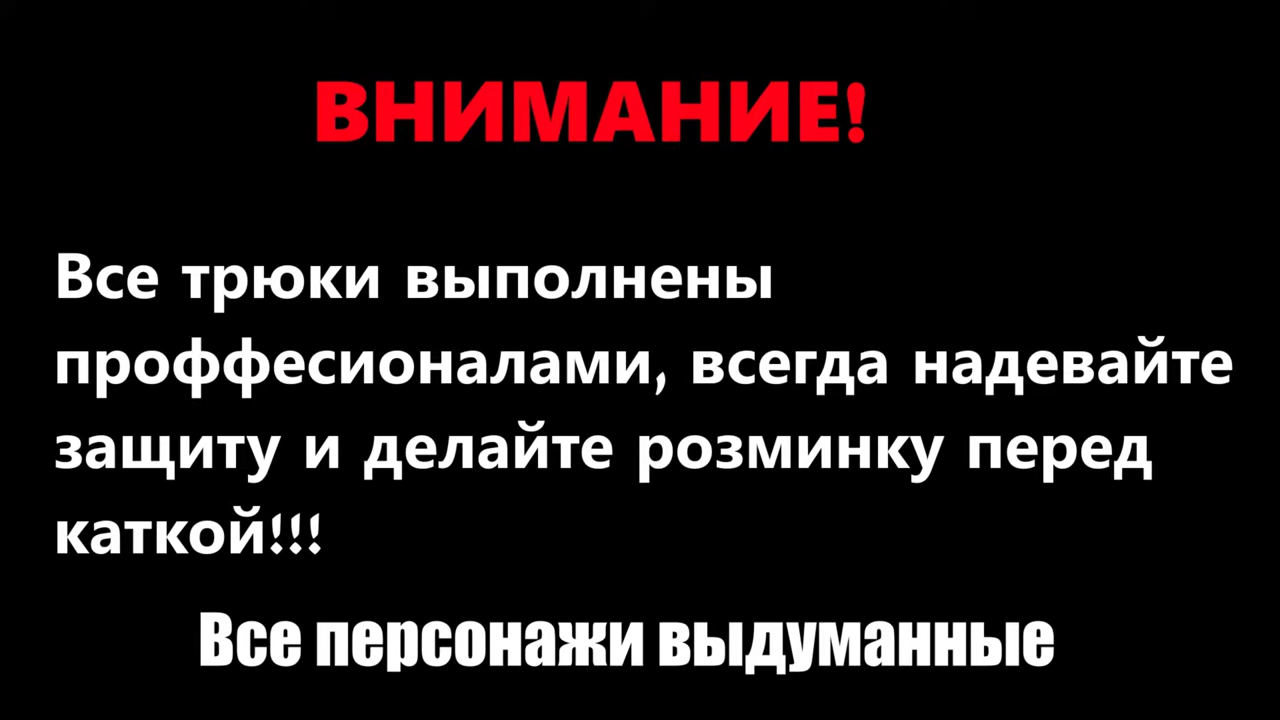 ВНИМАНИЕ!
Все трюки выполнены
проффесионалами, всегда надевайте
защиту и делайте розминку перед
каткой!!!
Все персонажи выдуманные